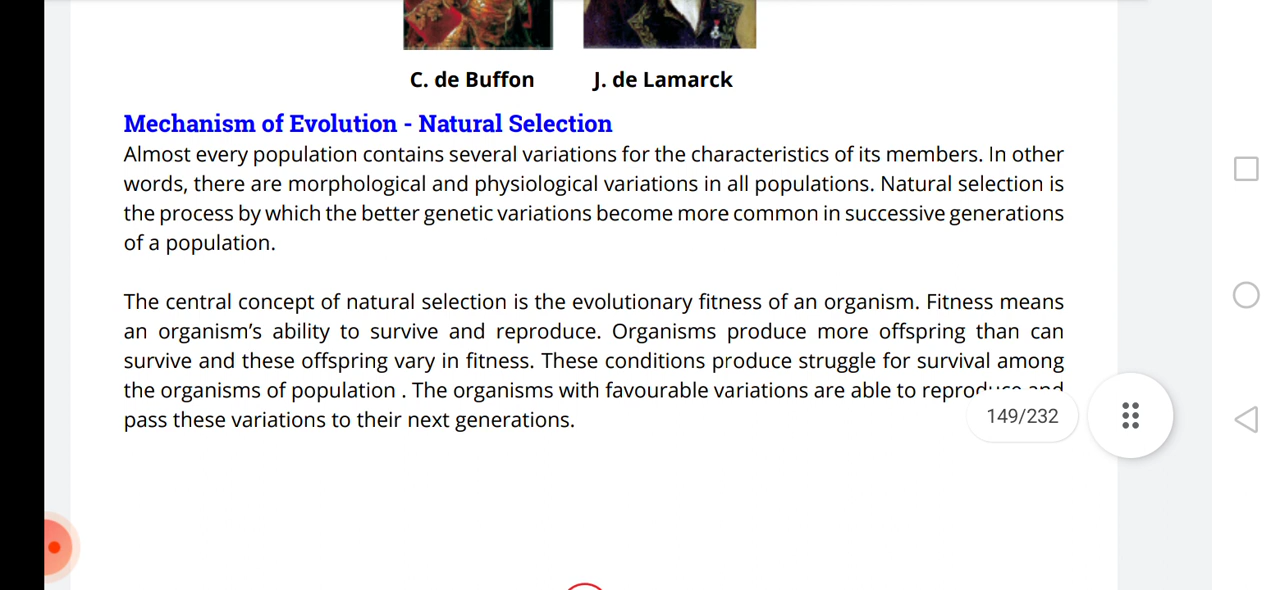 C. de Buffon J. de Lamarck
Mechanism of Evolution - Natural Selection
Almost every population contains several variations for the characteristics of its members. In other
words, there are morphological and physiological variations in all populations. Natural selection is
the process by which the better genetic variations become more common in successive generations
of a population.
The central concept of natural selection is the evolutionary fitness of an organism. Fitness means
an organism's ability to survive and reproduce. Organisms produce more offspring than can
survive and these offspring vary in fitness. These conditions produce struggle for survival among
the organisms of population . The organisms with favourable variations are able to reproduce and
pass these variations to their next generations.
149/232